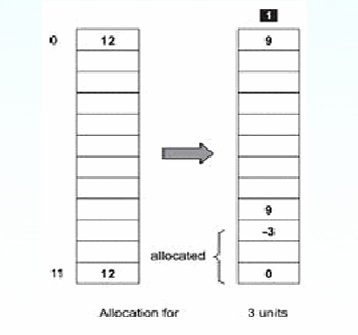 1
0 12 9
9
-3
allocated
11 12 0
Allocation for 3 units